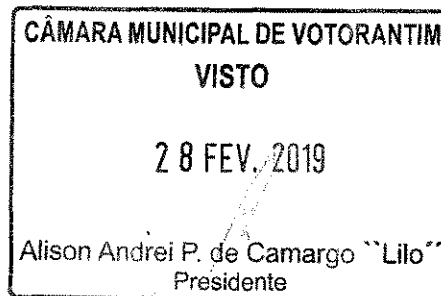 CÂMARA MUNICIPAL DE VOTORANTIM
VISTO
28 FEV. 2019
Alison Andrei P. de Camargo ``Lilo´´
Presidente